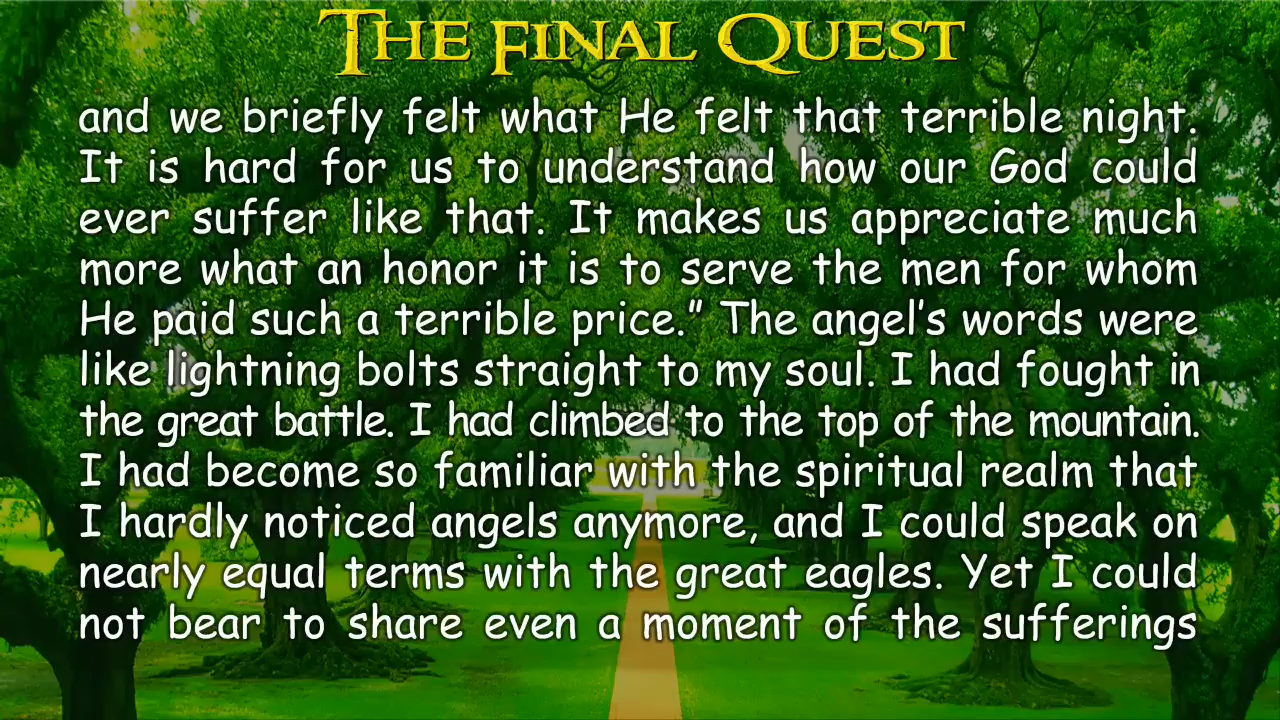 THE FINAL QUEST
and we briefly felt what He felt that terrible night.
It is hard for us to understand how our God could
ever suffer like that. It makes us appreciate much
more what an honor it is to serve the men for whom
He paid such a terrible price.” The angel’s words were
like lightning bolts straight to my soul. I had fought in
the great battle. I had climbed to the top of the mountain.
I had become so familiar with the spiritual realm that
I hardly noticed angels anymore, and I could speak on
nearly equal terms with the great eagles. Yet I could
not bear to share even a moment of the sufferings